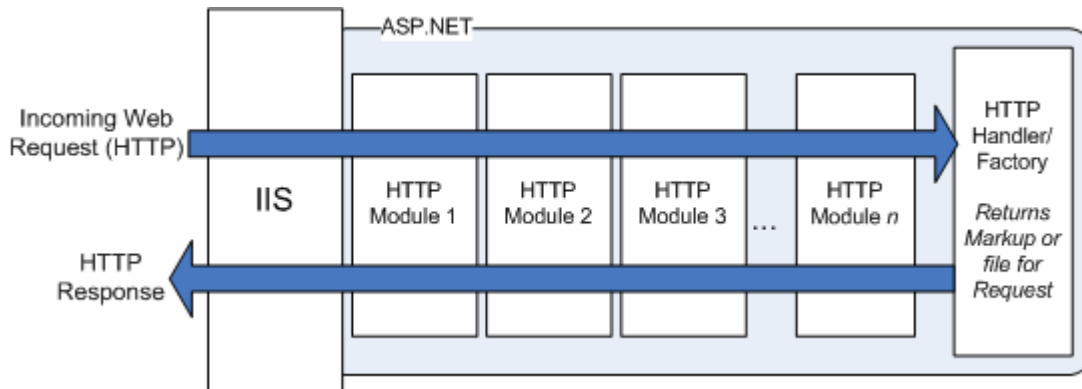 ASP.NET
Incoming Web
Request (HTTP)
IIS
HTTP
Module 1
HTTP
Module 2
HTTP
Module 3
...
HTTP
Module n
HTTP
Handler/
Factory
Returns
Markup or
file for
Request
HTTP
Response